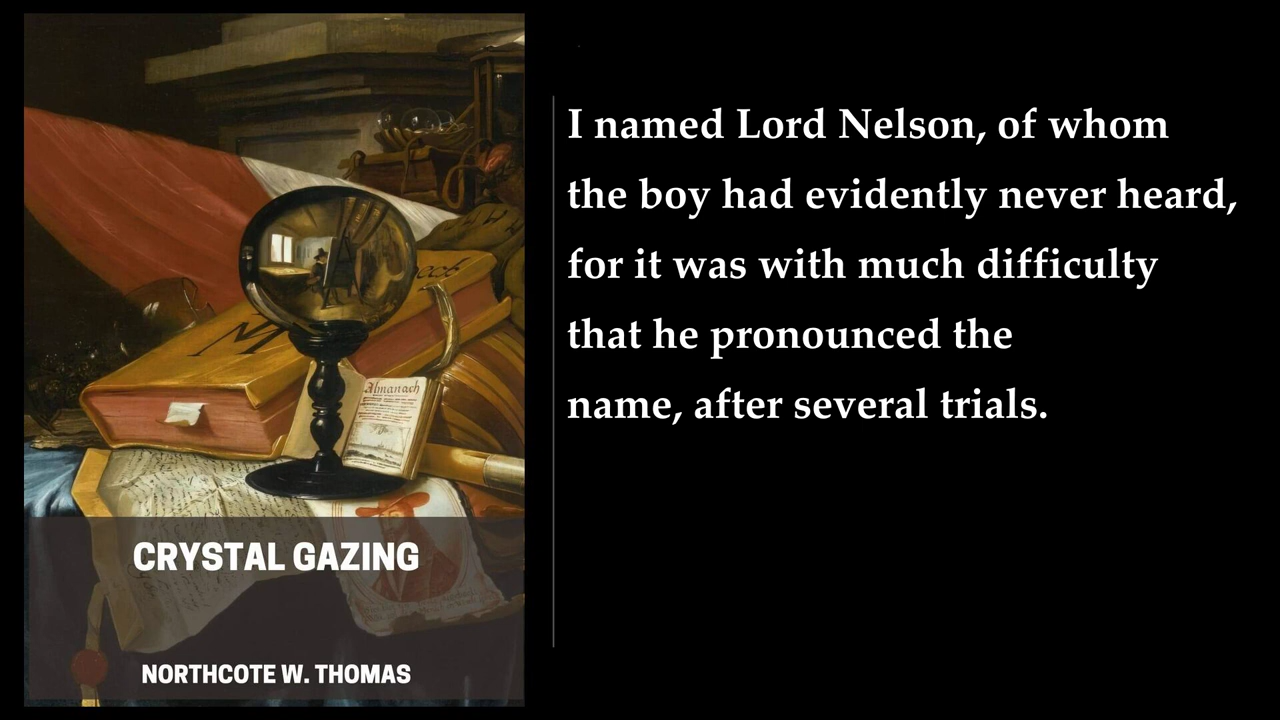 Almanach
M
CRYSTAL GAZING
NORTHCOTE W. THOMAS
I named Lord Nelson, of whom
the boy had evidently never heard,
for it was with much difficulty
that he pronounced the
name, after several trials.